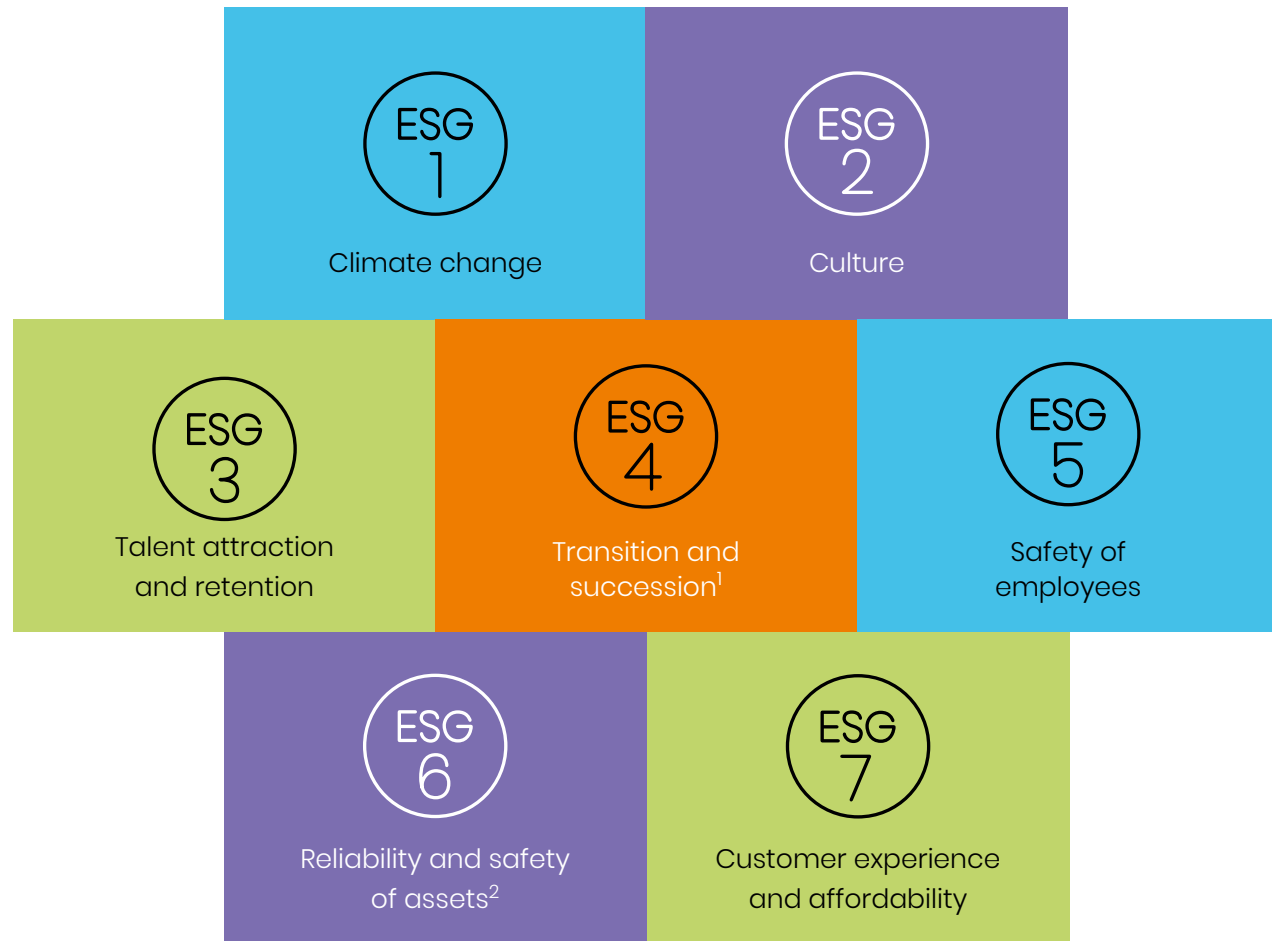 ESG
1
Climate change
ESG
2
Culture
ESG
3
Talent attraction
and retention
ESG
4
Transition and
succession¹
ESG
5
Safety of
employees
ESG
6
Reliability and safety
of assets²
ESG
7
Customer experience
and affordability